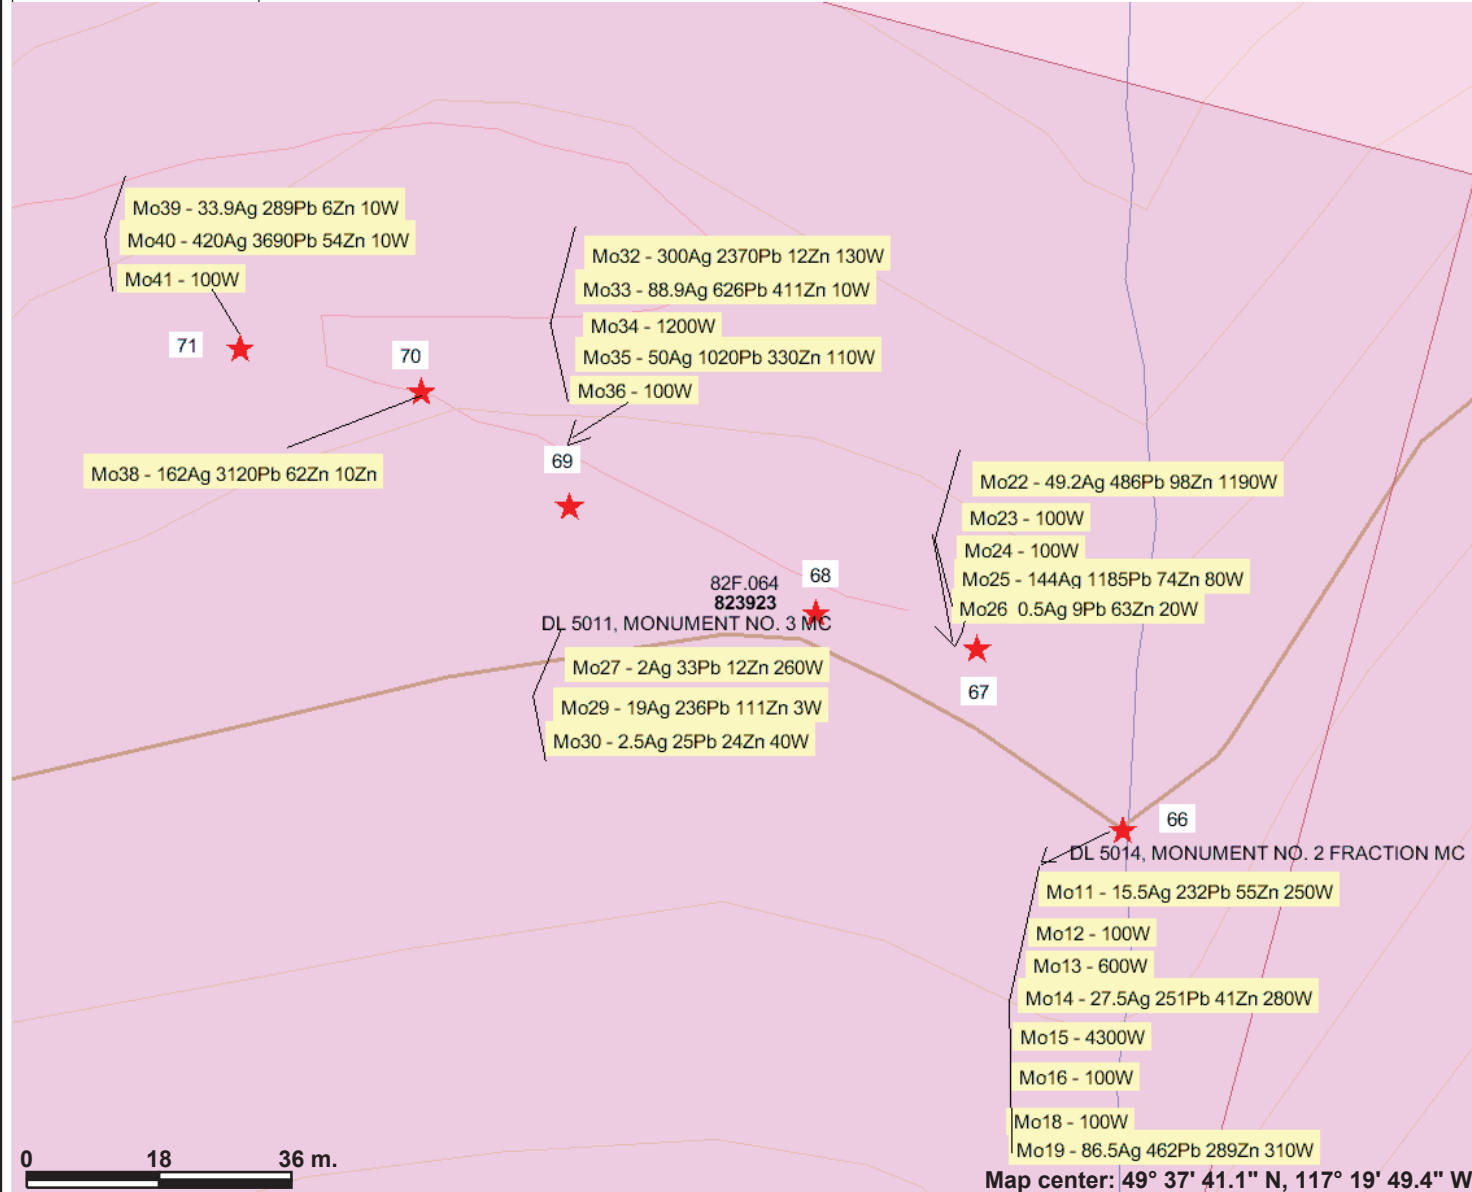 Mo39 - 33.9Ag 289Pb 6Zn 10W
Mo40 - 420Ag 3690Pb 54Zn 10W
Mo41 - 100W
71
70
Mo38 - 162Ag 3120Pb 62Zn 10Zn
Mo32 - 300Ag 2370Pb 12Zn 130W
Mo33 - 88.9Ag 626Pb 411Zn 10W
Mo34 - 1200W
Mo35 - 50Ag 1020Pb 330Zn 110W
Mo36 - 100W
69
Mo22 - 49.2Ag 486Pb 98Zn 1190W
Mo23 - 100W
Mo24 - 100W
Mo25 - 144Ag 1185Pb 74Zn 80W
Mo26 0.5Ag 9Pb 63Zn 20W
67
68
82F.064
823923
DL 5011, MONUMENT NO. 3 MC
Mo27 - 2Ag 33Pb 12Zn 260W
Mo29 - 19Ag 236Pb 111Zn 3W
Mo30 - 2.5Ag 25Pb 24Zn 40W
66
DL 5014, MONUMENT NO. 2 FRACTION MC
Mo11 - 15.5Ag 232Pb 55Zn 250W
Mo12 - 100W
Mo13 - 600W
Mo14 - 27.5Ag 251Pb 41Zn 280W
Mo15 - 4300W
Mo16 - 100W
Mo18 - 100W
Mo19 - 86.5Ag 462Pb 289Zn 310W
0 18 36 m.
Map center: 49° 37' 41.1" N, 117° 19' 49.4" W